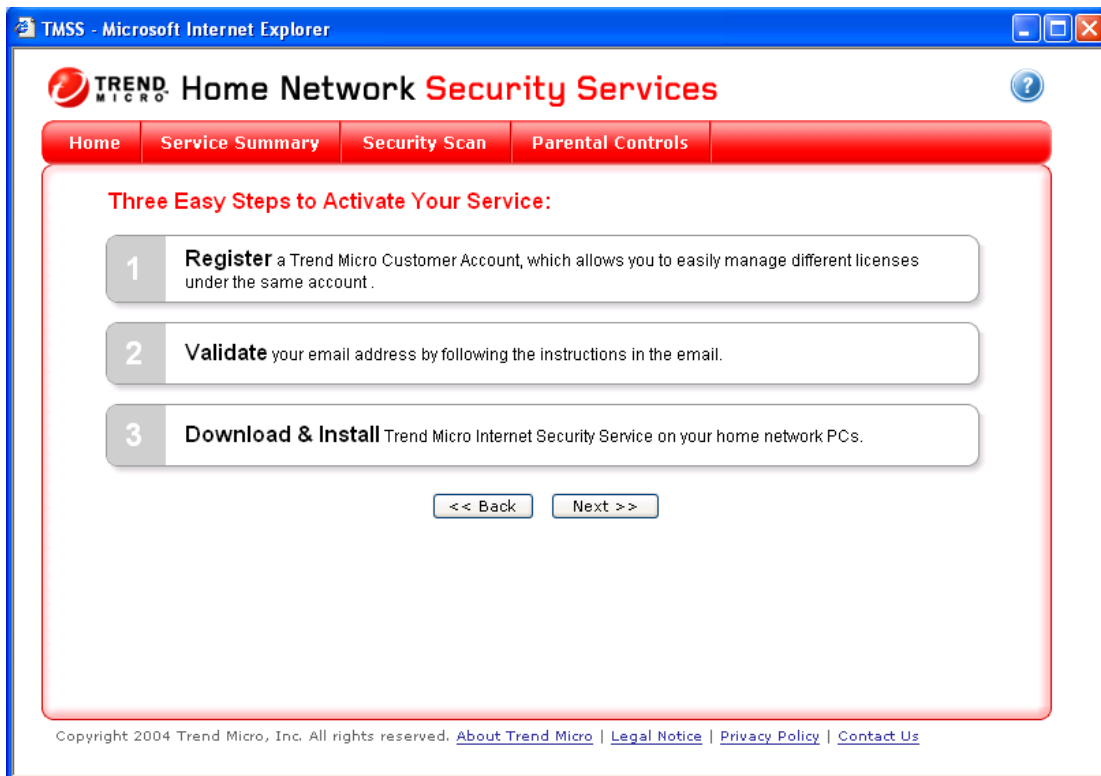 TMSS - Microsoft Internet Explorer
TREND MICRO Home Network Security Services
?
Home Service Summary Security Scan Parental Controls
Three Easy Steps to Activate Your Service:
1
Register a Trend Micro Customer Account, which allows you to easily manage different licenses
under the same account .
2
Validate your email address by following the instructions in the email.
3
Download & Install Trend Micro Internet Security Service on your home network PCs.
<< Back Next >>
Copyright 2004 Trend Micro, Inc. All rights reserved. About Trend Micro | Legal Notice | Privacy Policy | Contact Us